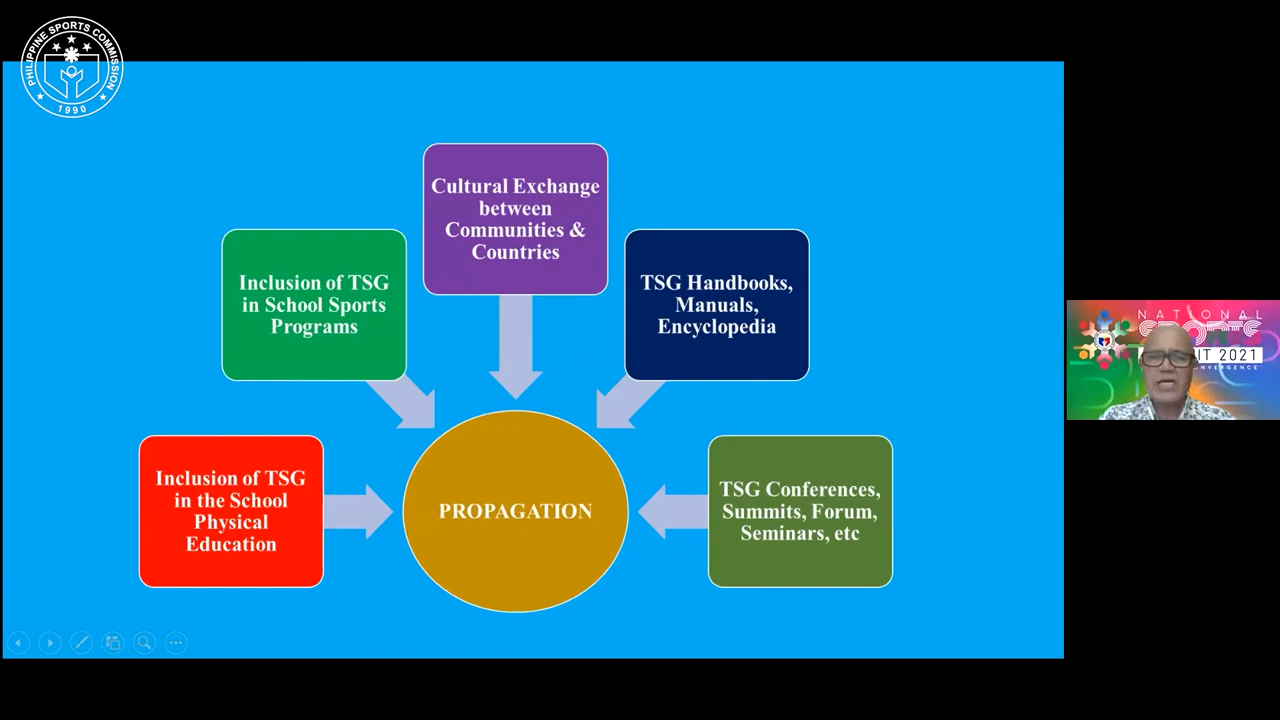 PHILIPPINE SPORTS COMMISSION
1990
Cultural Exchange
between
Communities &
Countries
Inclusion of TSG
in School Sports
Programs
TSG Handbooks,
Manuals,
Encyclopedia
Inclusion of TSG
in the School
Physical
Education
PROPAGATION
TSG Conferences,
Summits, Forum,
Seminars, etc
NATIONAL
IT 2021
NVERGENCE